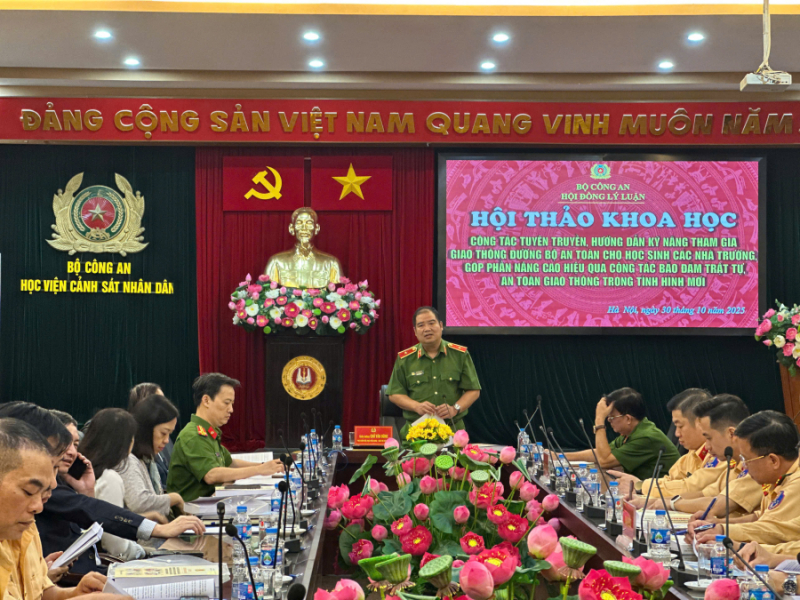 ĐẢNG CỘNG SẢN VIỆT NAM QUANG VINH MUÔN NĂM
BỘ CÔNG AN
HỌC VIỆN CẢNH SÁT NHÂN DÂN
BỘ CÔNG AN
HỘI ĐỒNG LÝ LUẬN
HỘI THẢO KHOA HỌC
CÔNG TÁC TUYÊN TRUYỀN, HƯỚNG DẪN KỸ NĂNG THAM GIA
GIAO THÔNG ĐƯỜNG BỘ AN TOÀN CHO HỌC SINH CÁC NHÀ TRƯỜNG,
GÓP PHẦN NÂNG CAO HIỆU QUẢ CÔNG TÁC BẢO ĐẢM TRẬT TỰ,
AN TOÀN GIAO THÔNG TRONG TÌNH HÌNH MỚI
Hà Nội, ngày 30 tháng 10 năm 2025